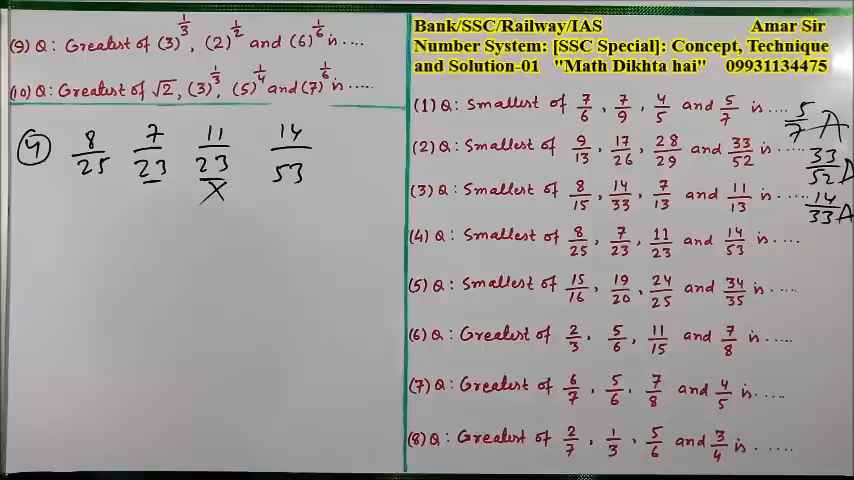 (9) Q: Greatest of (3)^1/3, (2)^1/2 and (6)^1/6 is ....
(10) Q: Greatest of √2, (3)^1/3, (5)^1/4 and (7)^1/6 is .....
(4) 8/25 7/23 11/23 14/53
X
Bank/SSC/Railway/IAS Amar Sir
Number System: [SSC Special]: Concept, Technique
and Solution-01 "Math Dikhta hai" 09931134475
(1) Q: Smallest of 7/6, 7/9, 4/5 and 5/7 is .... 5/7 A
(2) Q: Smallest of 9/13, 17/26, 28/29 and 33/52 is ..... 33/52 A
(3) Q: Smallest of 8/15, 14/33, 7/13 and 11/13 is ..... 14/33 A
(4) Q: Smallest of 8/25, 7/23, 11/23 and 14/53 is ....
(5) Q: Smallest of 15/16, 19/20, 24/25 and 34/35 is .....
(6) Q: Greatest of 2/3, 5/6, 11/15 and 7/8 is .....
(7) Q: Greatest of 6/7, 5/6, 7/8 and 4/5 is .....
(8) Q: Greatest of 2/7, 1/3, 5/6 and 3/4 is .....